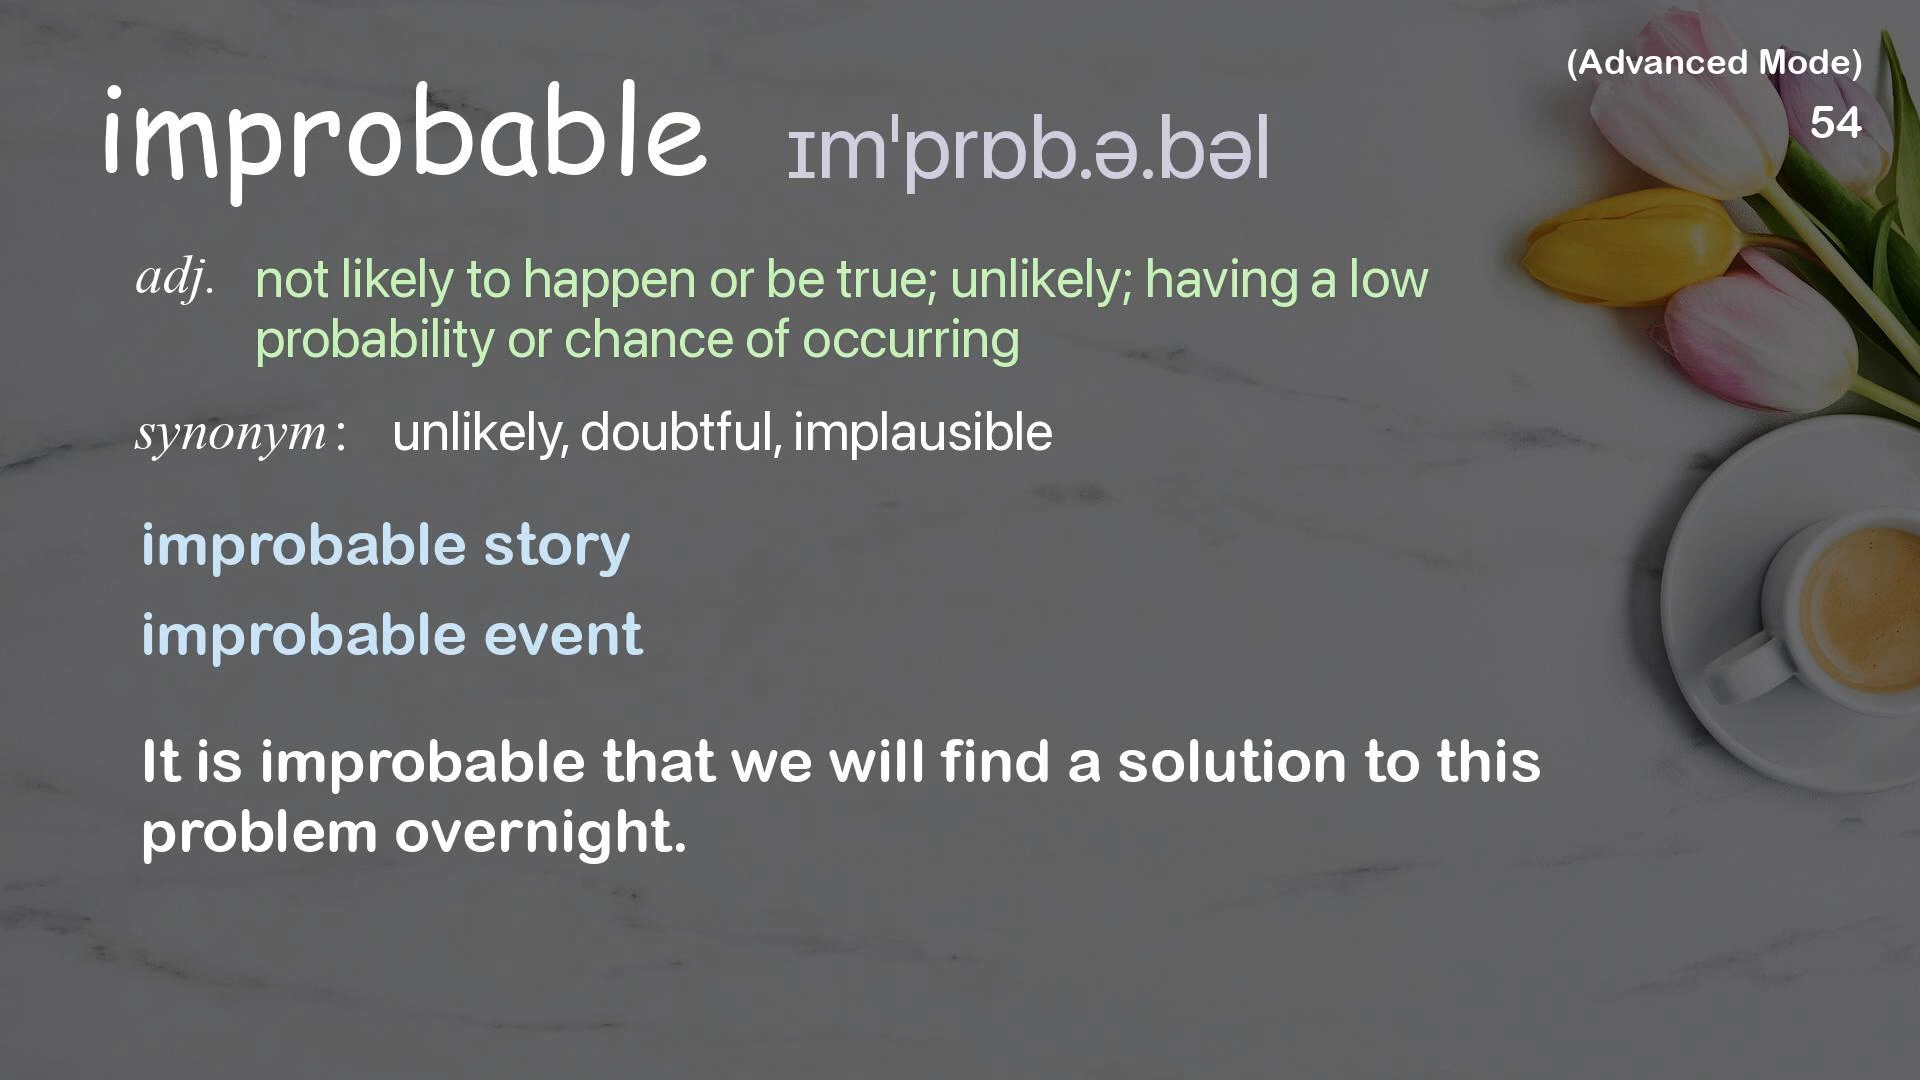 (Advanced Mode)
54
improbable ɪmˈprɒb.ə.bəl
adj. not likely to happen or be true; unlikely; having a low
probability or chance of occurring
synonym : unlikely, doubtful, implausible
improbable story
improbable event
It is improbable that we will find a solution to this
problem overnight.